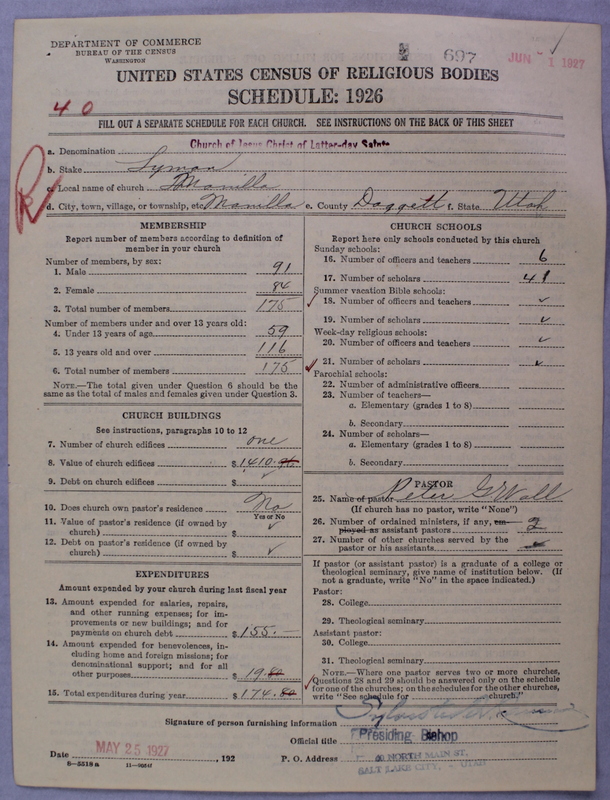 DEPARTMENT OF COMMERCE
BUREAU OF THE CENSUS
WASHINGTON
697
JUN 1 1927
UNITED STATES CENSUS OF RELIGIOUS BODIES
SCHEDULE: 1926
40
FILL OUT A SEPARATE SCHEDULE FOR EACH CHURCH. SEE INSTRUCTIONS ON THE BACK OF THIS SHEET
a. Denomination Church of Jesus Christ of Latter-day Saints
b. Stake Lyman
R
c. Local name of church Manilla
d. City, town, village, or township, etc. Manilla e. County Daggett f. State Utah
MEMBERSHIP
Report number of members according to definition of
member in your church
Number of members, by sex:
1. Male 91
2. Female 84
3. Total number of members 175
Number of members under and over 13 years old:
4. Under 13 years of age 59
5. 13 years old and over 116
6. Total number of members 175
NOTE.—The total given under Question 6 should be
the same as the total of males and females given under Question 3.
CHURCH BUILDINGS
See instructions, paragraphs 10 to 12
7. Number of church edifices one
8. Value of church edifices $1410.
9. Debt on church edifices $ ✓
10. Does church own pastor's residence No
Yes or No
11. Value of pastor's residence (if owned by
church) $ ✓
12. Debt on pastor's residence (if owned by
church) $ ✓
EXPENDITURES
Amount expended by your church during last fiscal year
13. Amount expended for salaries, repairs,
and other running expenses; for im-
provements or new buildings; and for
payments on church debt $155.—
14. Amount expended for benevolences, in-
cluding home and foreign missions; for
denominational support; and for all
other purposes 19.80
15. Total expenditures during year $174.80
CHURCH SCHOOLS
Report here only schools conducted by this church
Sunday schools:
16. Number of officers and teachers 6
17. Number of scholars 41
Summer vacation Bible schools:
18. Number of officers and teachers ✓
19. Number of scholars ✓
Week-day religious schools:
20. Number of officers and teachers ✓
21. Number of scholars ✓
Parochial schools:
22. Number of administrative officers
23. Number of teachers—
a. Elementary (grades 1 to 8)
b. Secondary
24. Number of scholars—
a. Elementary (grades 1 to 8)
b. Secondary
PASTOR
25. Name of pastor Peter G Wall
(If church has no pastor, write "None")
26. Number of ordained ministers, if any, em-
ployed as assistant pastors 2
27. Number of other churches served by the
pastor or his assistants
If pastor (or assistant pastor) is a graduate of a college or
theological seminary, give name of institution below. (If
not a graduate, write "No" in the space indicated.)
Pastor:
28. College
29. Theological seminary
Assistant pastor:
30. College
31. Theological seminary
NOTE.—Where one pastor serves two or more churches,
Questions 28 and 29 should be answered only on the schedule
for one of the churches; on the schedules for the other churches,
write "See schedule for church."
Signature of person furnishing information
Official title Presiding Bishop
Date MAY 25 1927, 192 P. O. Address 40 NORTH MAIN ST.
SALT LAKE CITY, UTAH
8—5518a